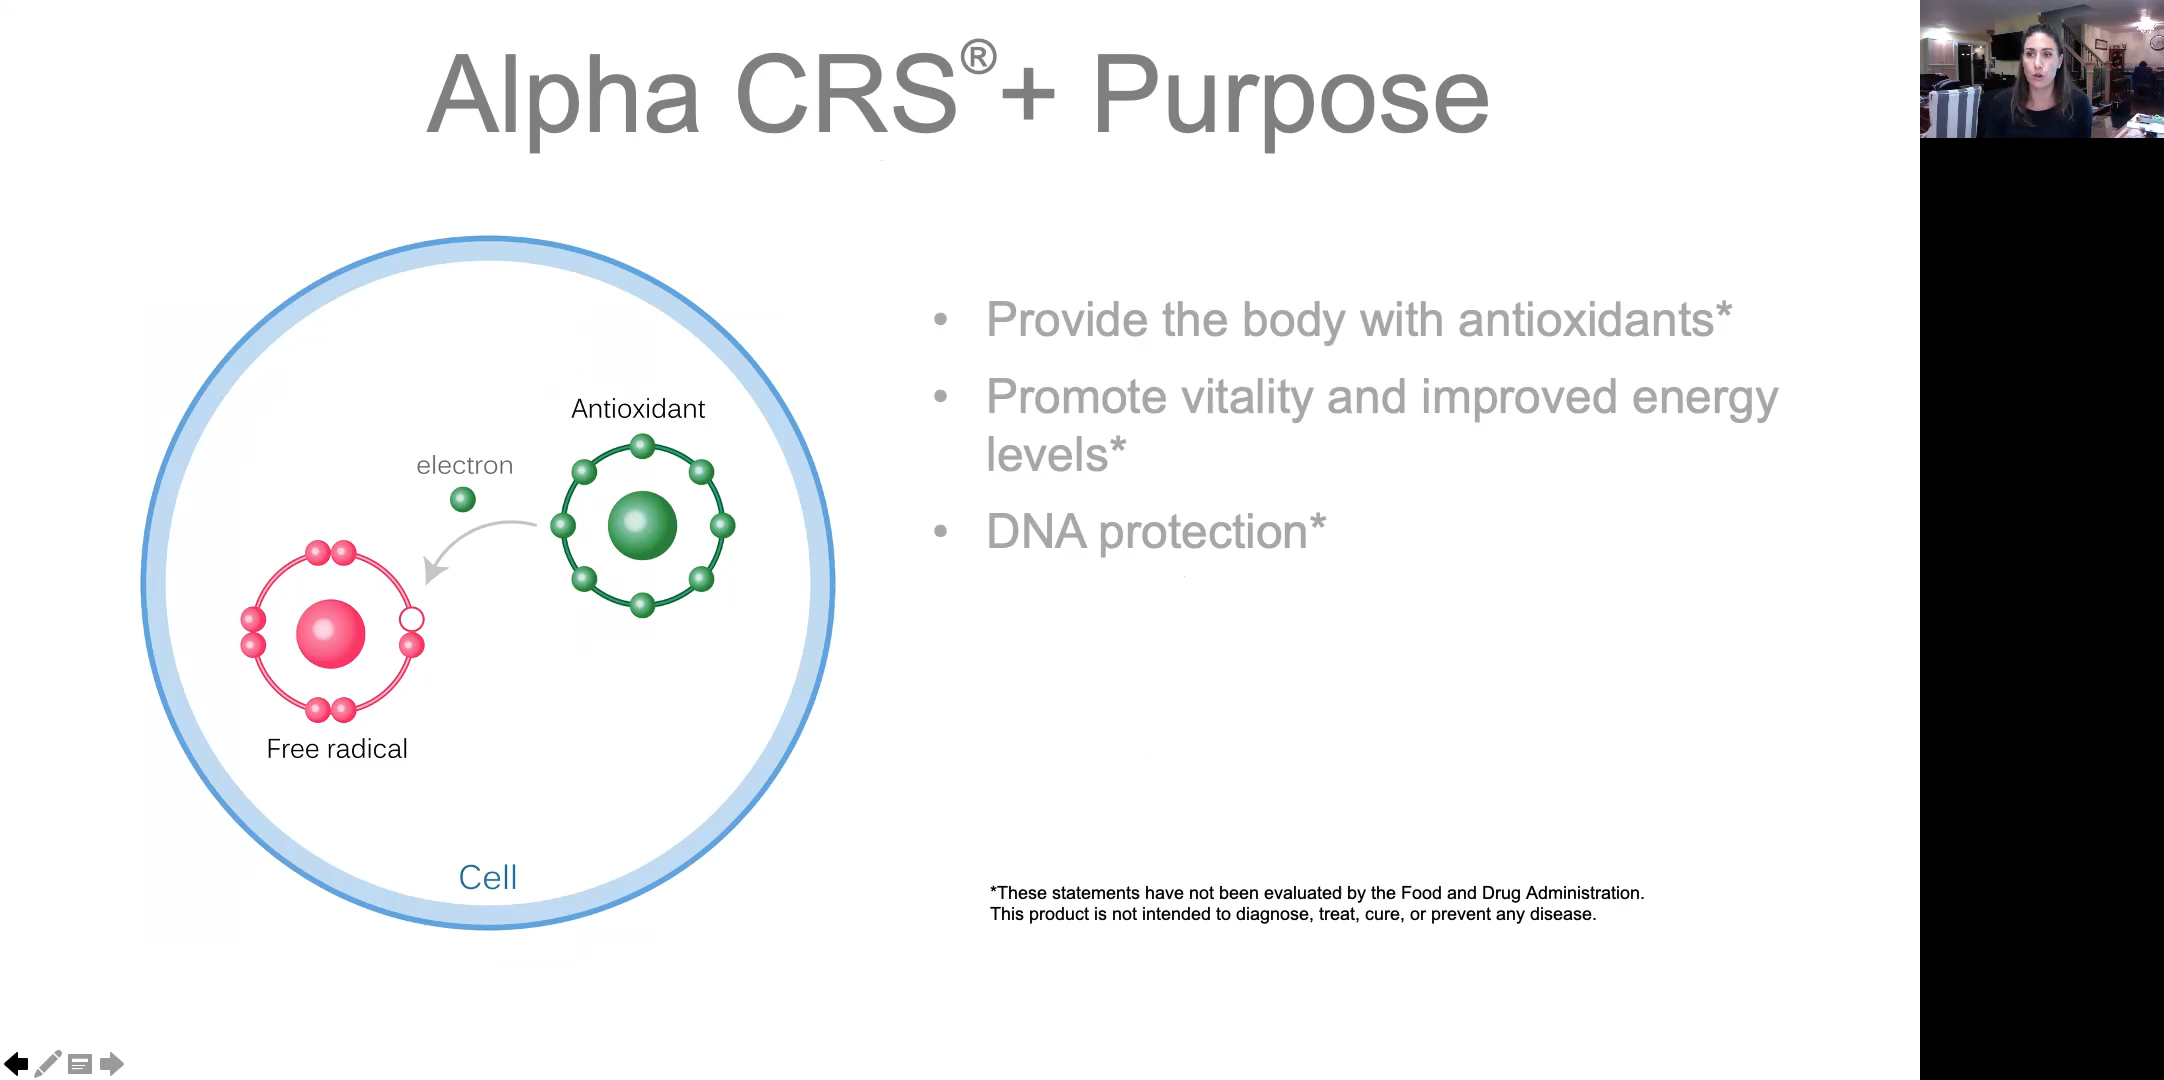 Alpha CRS®+ Purpose
• Provide the body with antioxidants*
• Promote vitality and improved energy
levels*
• DNA protection*
Antioxidant
electron
Free radical
Cell
*These statements have not been evaluated by the Food and Drug Administration.
This product is not intended to diagnose, treat, cure, or prevent any disease.